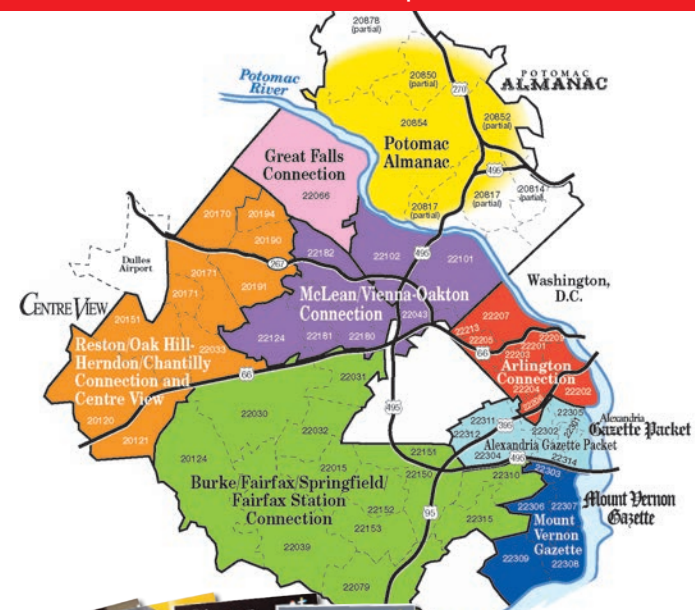 20878
(partial)
20850
(partial)
270
POTOMAC
ALMANAC
Potomac
River
20852
(partial)
20854
Potomac
Almanac
Great Falls
Connection
495
20817
(partial)
20814
(partial)
22066
20817
(partial)
20170
20194
20190
22182
22102
495
22101
Dulles
Airport
267
20171
20191
20171
Washington,
D.C.
McLean/Vienna-Oakton
Connection
CENTRE VIEW
20151
22043
22207
22213
22205
22124
22181
22180
66
22201
22209
22203
Reston/Oak Hill-
Herndon/Chantilly
Connection and
Centre View
22033
66
22031
Arlington
Connection
22204
22202
22206
20120
20121
22030
495
22311
395
22305
22301
22302
22312
Alexandria
Gazette Packet
22032
Alexandria Gazette Packet
22304
495
22314
20124
22015
22151
22150
22310
22303
Burke/Fairfax/Springfield/
Fairfax Station
Connection
22152
22153
95
22315
22306
22307
Mount
Vernon
Gazette
Mount Vernon
Gazette
22039
22309
22308
22079